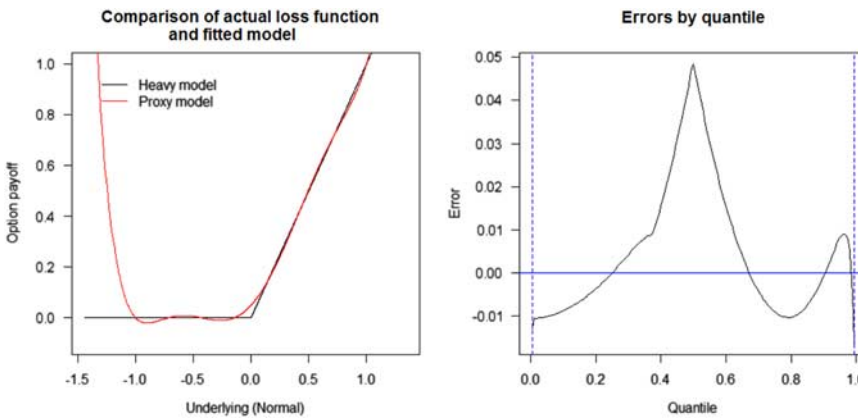 Comparison of actual loss function
and fitted model
1.0
0.8
0.6
0.4
0.2
0.0
Option payoff
Heavy model
Proxy model
-1.5
-1.0
-0.5
0.0
0.5
1.0
Underlying (Normal)
Errors by quantile
0.05
0.04
0.03
0.02
0.01
0.00
-0.01
Error
0.0
0.2
0.4
0.6
0.8
1.0
Quantile